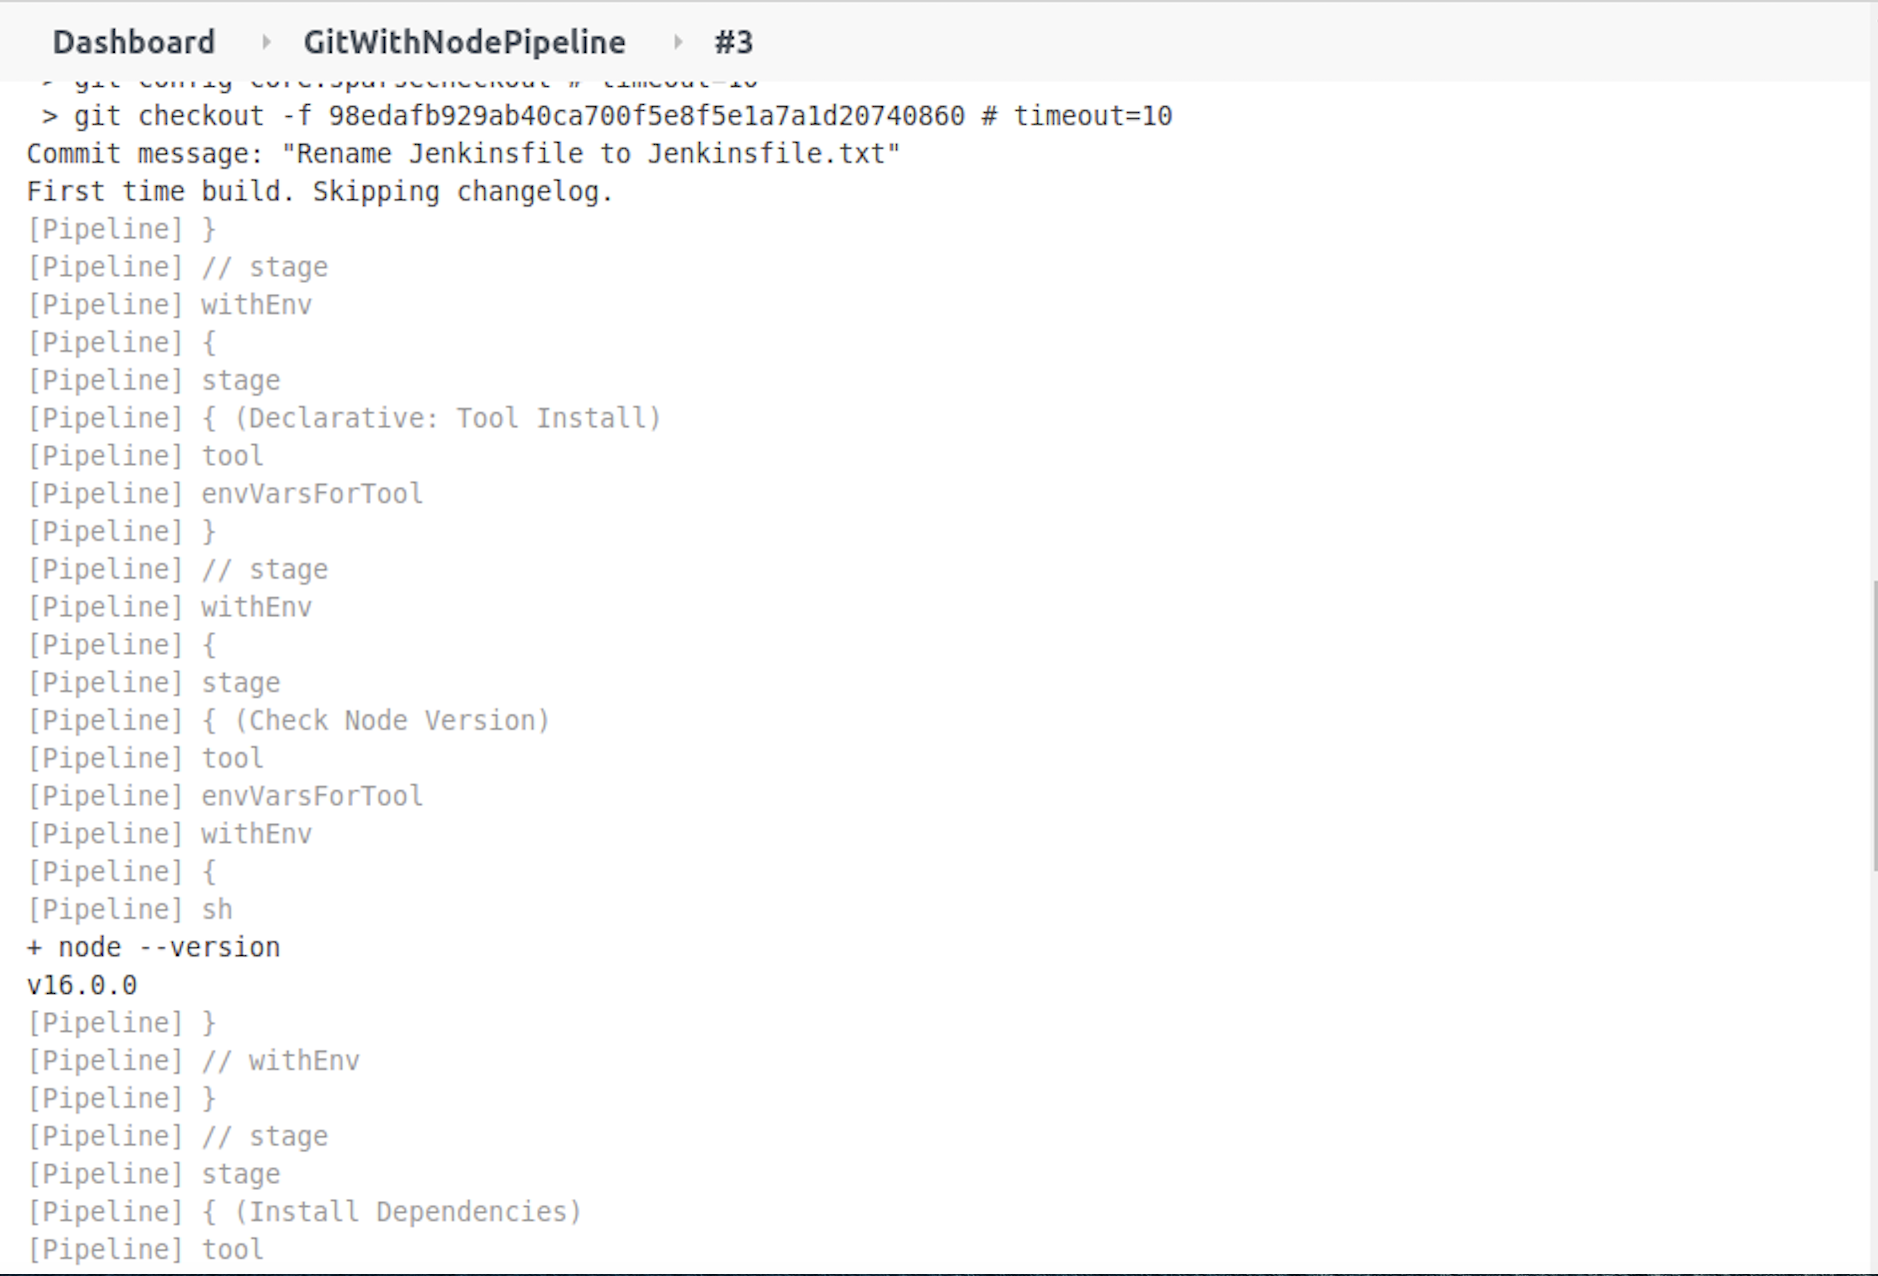 Dashboard GitWithNodePipeline #3
> git config core.sparsecheckout # timeout=10
> git checkout -f 98edafb929ab40ca700f5e8f5e1a7a1d20740860 # timeout=10
Commit message: "Rename Jenkinsfile to Jenkinsfile.txt"
First time build. Skipping changelog.
[Pipeline] }
[Pipeline] // stage
[Pipeline] withEnv
[Pipeline] {
[Pipeline] stage
[Pipeline] { (Declarative: Tool Install)
[Pipeline] tool
[Pipeline] envVarsForTool
[Pipeline] }
[Pipeline] // stage
[Pipeline] withEnv
[Pipeline] {
[Pipeline] stage
[Pipeline] { (Check Node Version)
[Pipeline] tool
[Pipeline] envVarsForTool
[Pipeline] withEnv
[Pipeline] {
[Pipeline] sh
+ node --version
v16.0.0
[Pipeline] }
[Pipeline] // withEnv
[Pipeline] }
[Pipeline] // stage
[Pipeline] stage
[Pipeline] { (Install Dependencies)
[Pipeline] tool